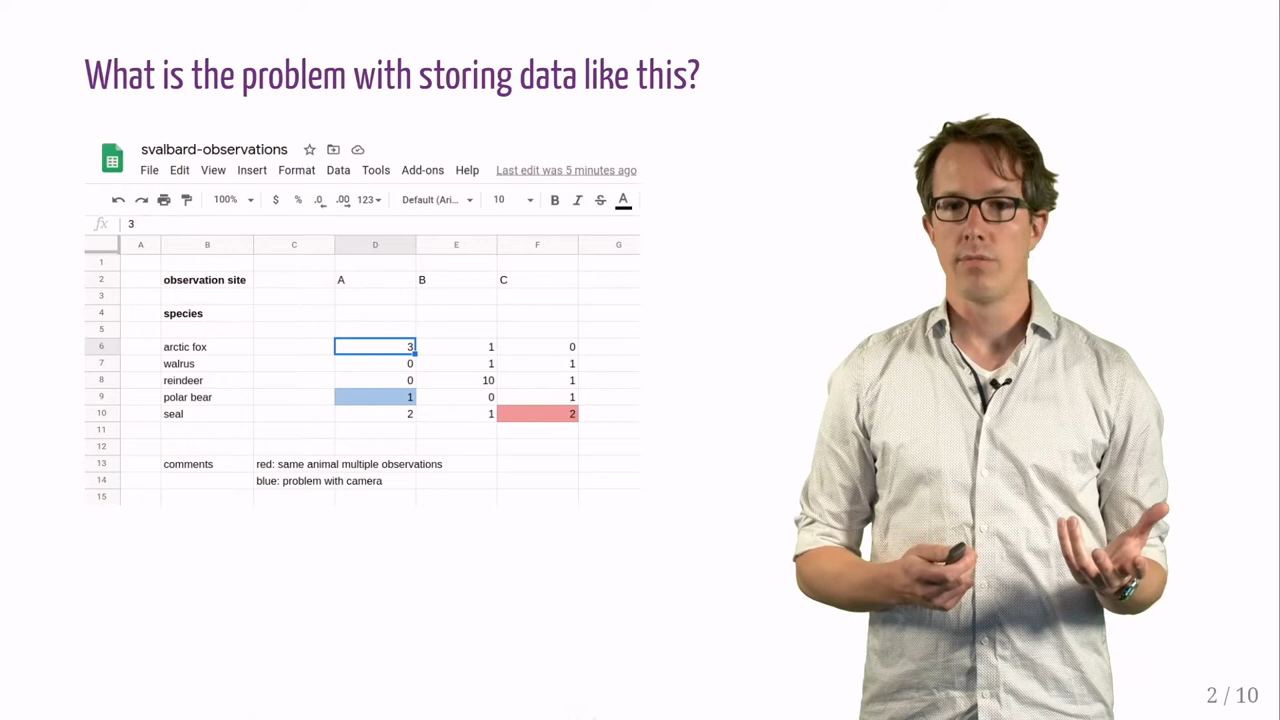 What is the problem with storing data like this?
svalbard-observations
File Edit View Insert Format Data Tools Add-ons Help Last edit was 5 minutes ago
100% $ % .0 .00 123 Default (Ari... 10 B I S A
fx 3
A B C D E F G
1
2 observation site A B C
3
4 species
5
6 arctic fox 3 1 0
7 walrus 0 1 1
8 reindeer 0 10 1
9 polar bear 1 0 1
10 seal 2 1 2
11
12
13 comments red: same animal multiple observations
14 blue: problem with camera
15
2 / 10